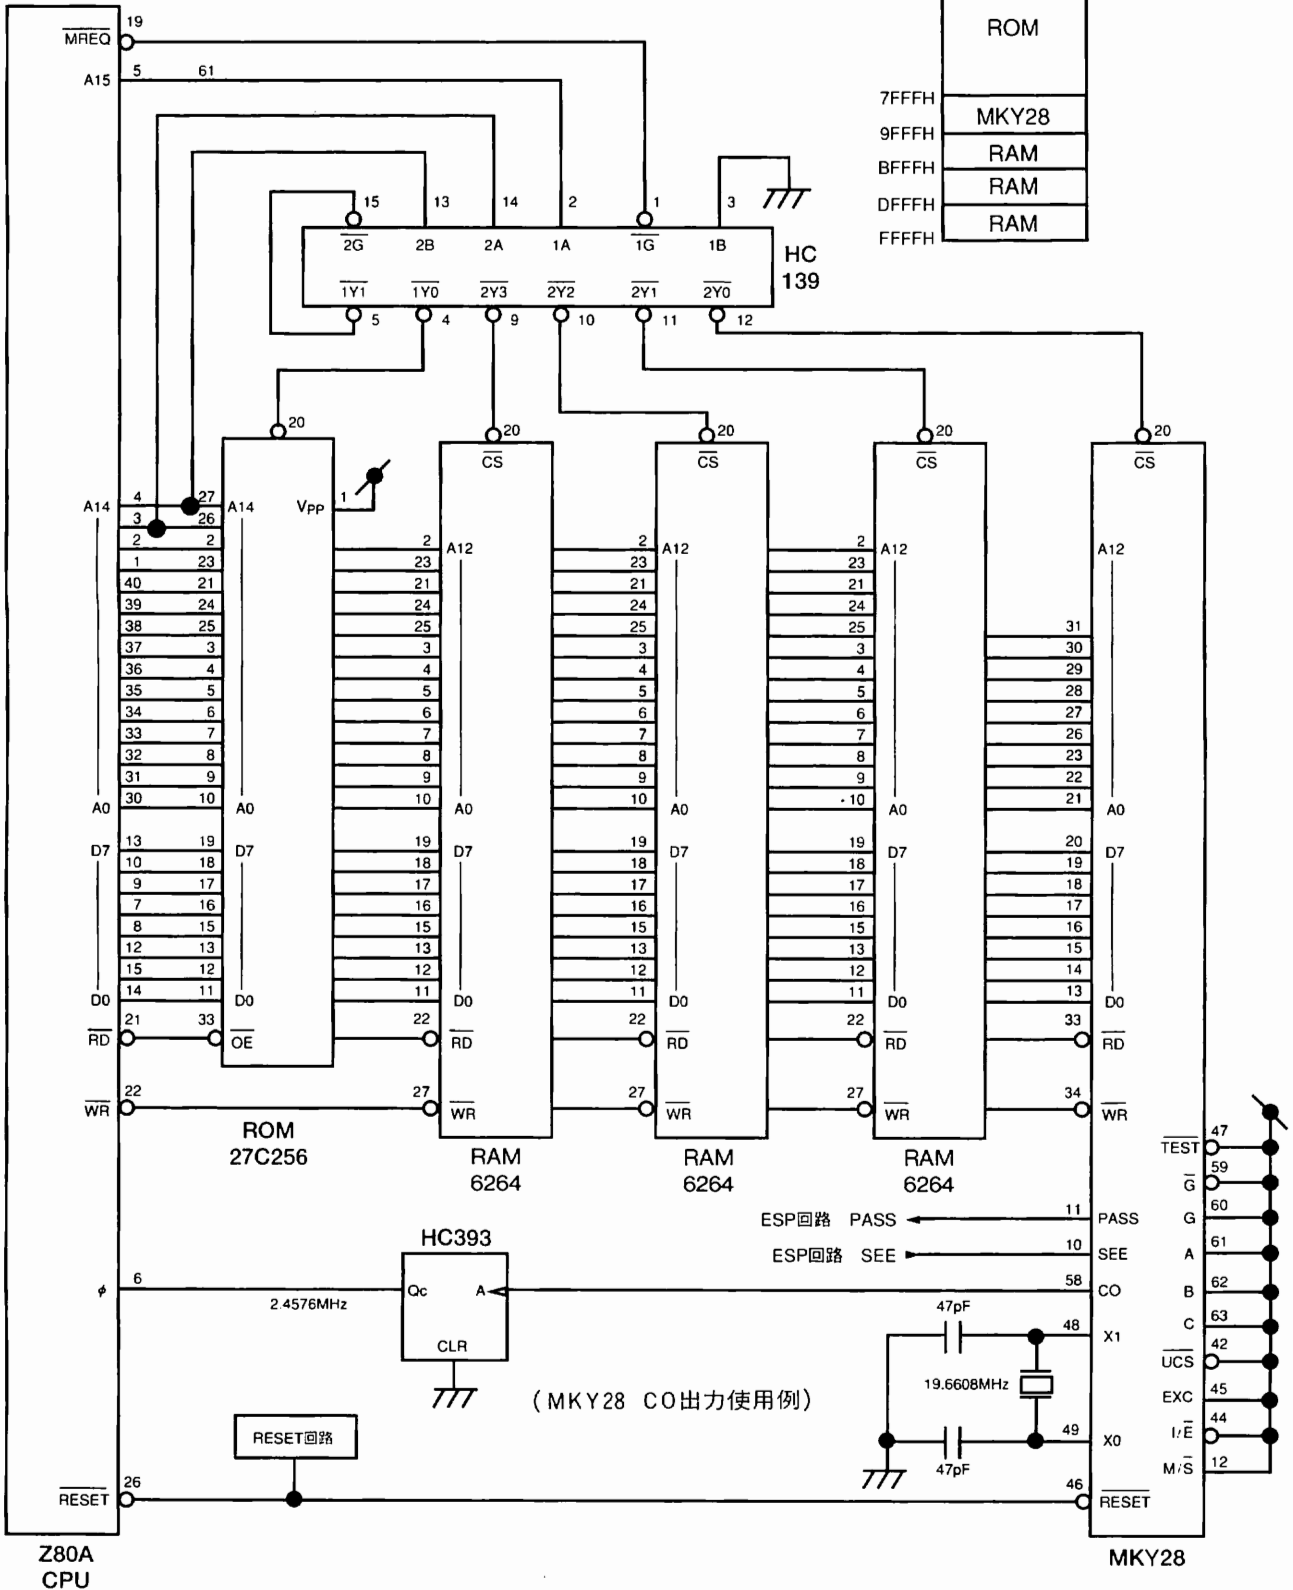 ROM
7FFFH
MKY28
9FFFH
RAM
BFFFH
RAM
DFFFH
RAM
FFFFH
MREQ 19
A15 5 61
15 13 14 2 1 3
2G 2B 2A 1A 1G 1B
HC
139
1Y1 1Y0 2Y3 2Y2 2Y1 2Y0
5 4 9 10 11 12
20 20 20 20 20
CS CS CS CS
A14 4 27 A14 VPP 1
3 26
2 2 2 A12 2 A12 2 A12 A12
1 23 23 23 23
40 21 21 21 21
39 24 24 24 24
38 25 25 25 25 31
37 3 3 3 3 30
36 4 4 4 4 29
35 5 5 5 5 28
34 6 6 6 6 27
33 7 7 7 7 26
32 8 8 8 8 23
31 9 9 9 9 22
A0 30 10 A0 10 A0 10 A0 10 A0 21 A0
D7 13 19 D7 19 D7 19 D7 19 D7 20 D7
10 18 18 18 18 19
9 17 17 17 17 18
7 16 16 16 16 17
8 15 15 15 15 16
12 13 13 13 13 15
15 12 12 12 12 14
D0 14 11 D0 11 D0 11 D0 11 D0 13 D0
RD 21 33 OE 22 RD 22 RD 22 RD 33 RD
WR 22 27 WR 27 WR 27 WR 34 WR
ROM
27C256
RAM
6264
RAM
6264
RAM
6264
TEST 47
G 59
ESP回路 PASS 11 PASS G 60
ESP回路 SEE 10 SEE A 61
HC393
φ 6 2.4576MHz Qc A 58 CO B 62
CLR
47pF 48 X1 C 63
UCS 42
19.6608MHz
(MKY28 CO出力使用例)
EXC 45
I/E 44
47pF 49 X0
M/S 12
RESET回路
RESET 26 46 RESET
Z80A
CPU
MKY28